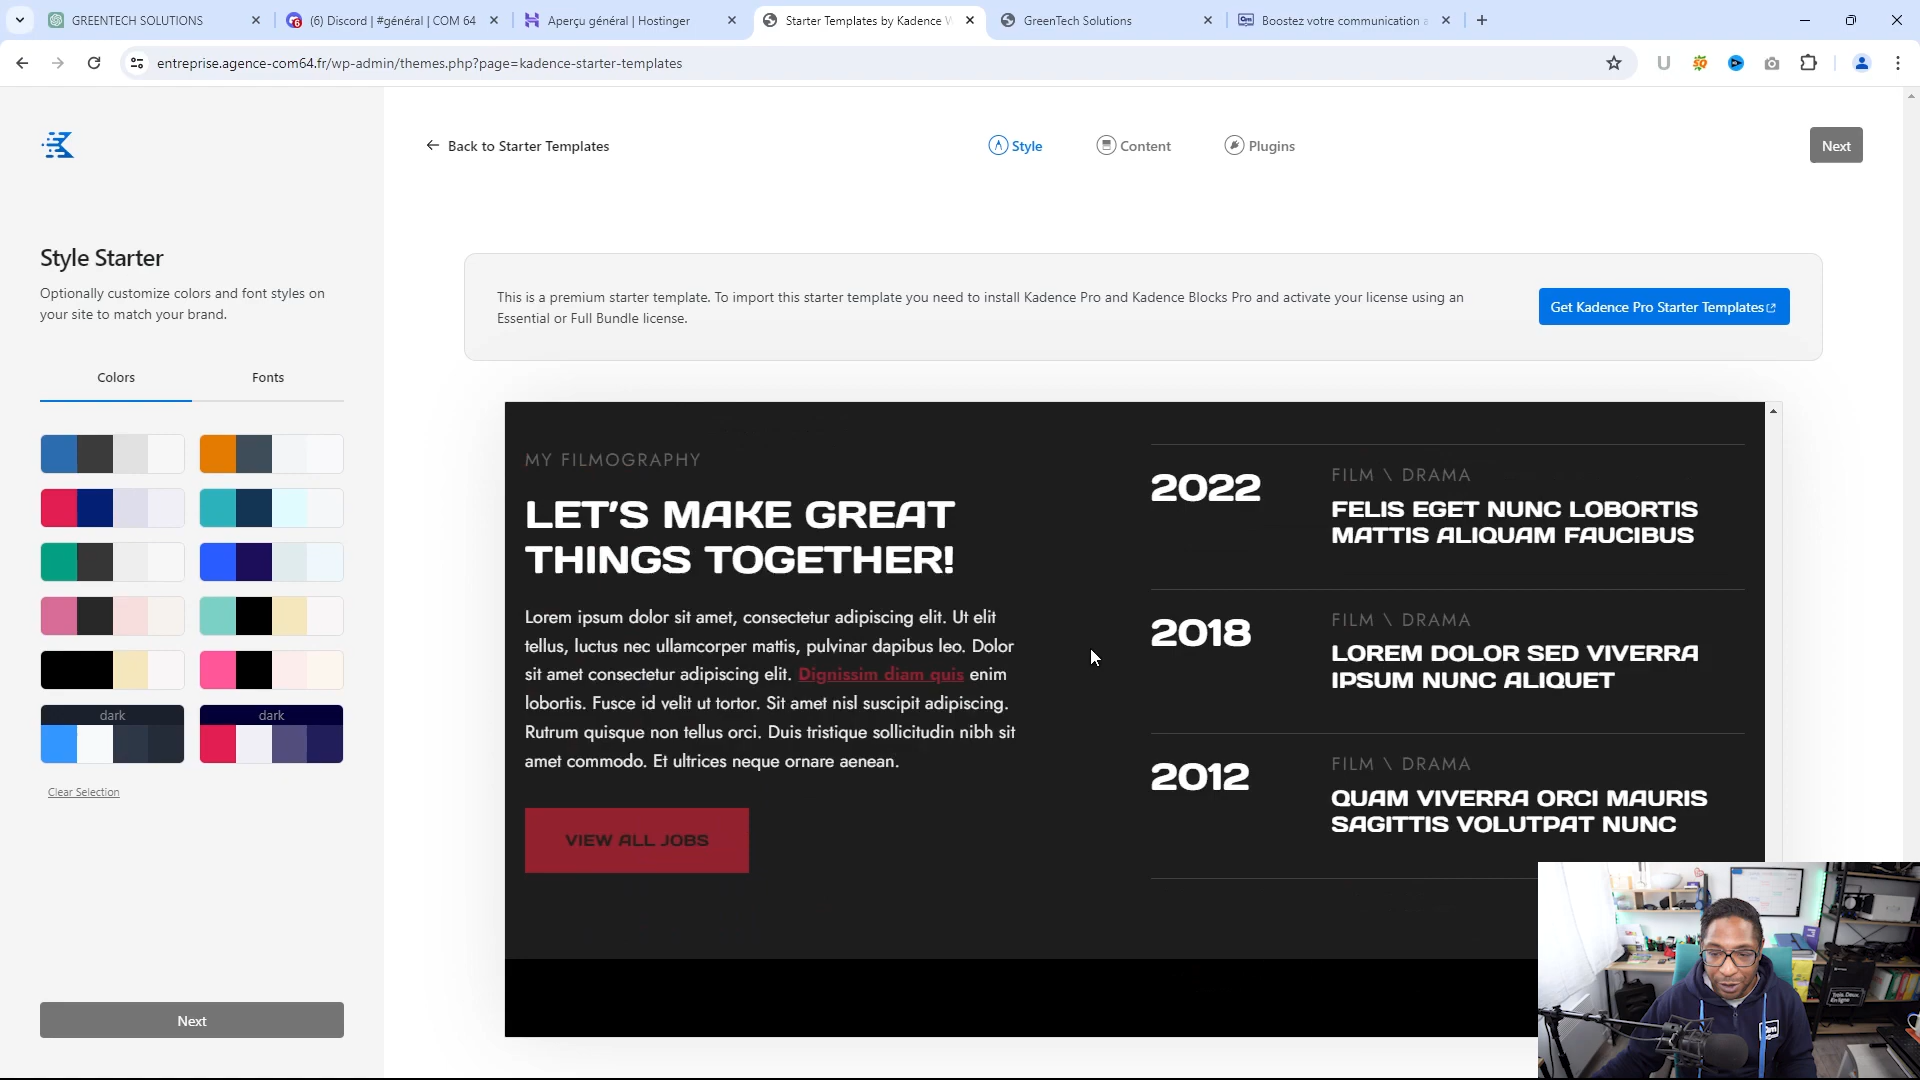 GREENTECH SOLUTIONS
(6) Discord | #général | COM 64
Aperçu général | Hostinger
Starter Templates by Kadence W
GreenTech Solutions
Boostez votre communication a
entreprise.agence-com64.fr/wp-admin/themes.php?page=kadence-starter-templates
Back to Starter Templates
Style
Content
Plugins
Next
Style Starter
Optionally customize colors and font styles on
your site to match your brand.
Colors
Fonts
dark
dark
Clear Selection
Next
This is a premium starter template. To import this starter template you need to install Kadence Pro and Kadence Blocks Pro and activate your license using an
Essential or Full Bundle license.
Get Kadence Pro Starter Templates
MY FILMOGRAPHY
LET'S MAKE GREAT
THINGS TOGETHER!
Lorem ipsum dolor sit amet, consectetur adipiscing elit. Ut elit
tellus, luctus nec ullamcorper mattis, pulvinar dapibus leo. Dolor
sit amet consectetur adipiscing elit. Dignissim diam quis enim
lobortis. Fusce id velit ut tortor. Sit amet nisl suscipit adipiscing.
Rutrum quisque non tellus orci. Duis tristique sollicitudin nibh sit
amet commodo. Et ultrices neque ornare aenean.
VIEW ALL JOBS
2022
FILM \ DRAMA
FELIS EGET NUNC LOBORTIS
MATTIS ALIQUAM FAUCIBUS
2018
FILM \ DRAMA
LOREM DOLOR SED VIVERRA
IPSUM NUNC ALIQUET
2012
FILM \ DRAMA
QUAM VIVERRA ORCI MAURIS
SAGITTIS VOLUTPAT NUNC